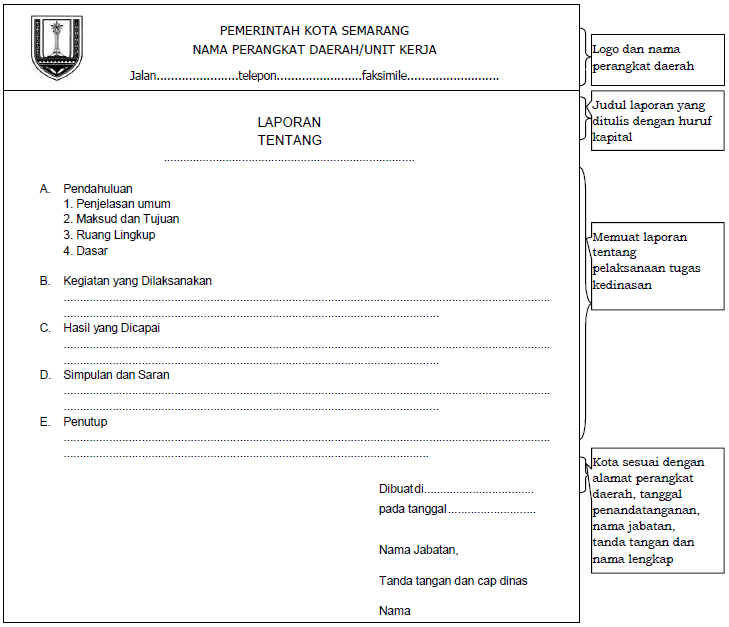 PEMERINTAH KOTA SEMARANG
NAMA PERANGKAT DAERAH/UNIT KERJA
Jalan.......................telepon........................faksimile..........................
Logo dan nama
perangkat daerah
LAPORAN
TENTANG
.............................................................................
Judul laporan yang
ditulis dengan huruf
kapital
A. Pendahuluan
1. Penjelasan umum
2. Maksud dan Tujuan
3. Ruang Lingkup
4. Dasar
B. Kegiatan yang Dilaksanakan
......................................................................................................................................................
....................................................................................................................
C. Hasil yang Dicapai
......................................................................................................................................................
....................................................................................................................
D. Simpulan dan Saran
......................................................................................................................................................
....................................................................................................................
E. Penutup
......................................................................................................................................................
.................................................................................................................
Memuat laporan
tentang
pelaksanaan tugas
kedinasan
Dibuat di..................................
pada tanggal...........................
Nama Jabatan,
Tanda tangan dan cap dinas
Nama
Kota sesuai dengan
alamat perangkat
daerah, tanggal
penandatanganan,
nama jabatan,
tanda tangan dan
nama lengkap